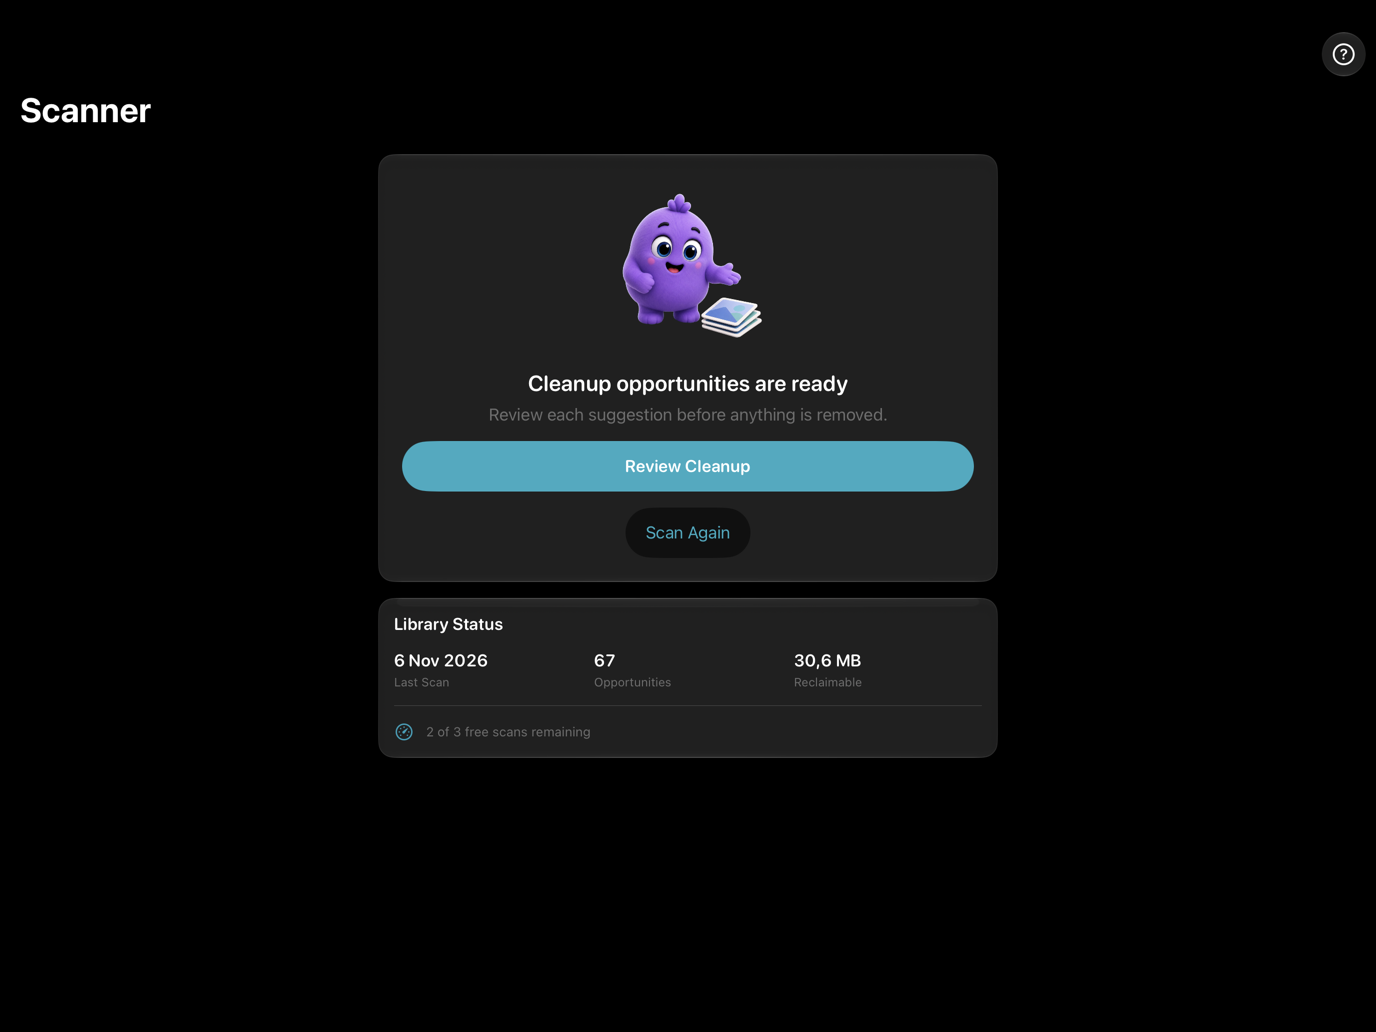 Scanner
Cleanup opportunities are ready
Review each suggestion before anything is removed.
Review Cleanup
Scan Again
Library Status
6 Nov 2026
Last Scan
67
Opportunities
30,6 MB
Reclaimable
2 of 3 free scans remaining